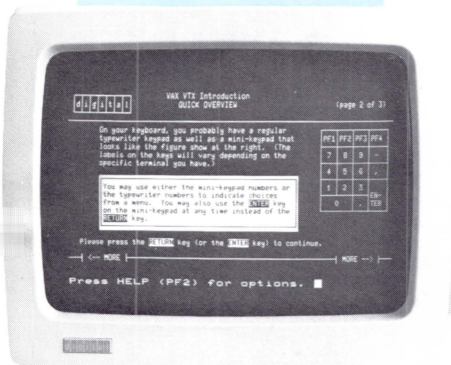 digital
VAX VTX Introduction
QUICK OVERVIEW
(page 2 of 3)
On your keyboard, you probably have a regular
typewriter keypad as well as a mini-keypad that
looks like the figure show at the right. (The
labels on the keys will vary depending on the
specific terminal you have.)
PF1 PF2 PF3 PF4
7 8 9 -
4 5 6 ,
1 2 3 EN-
0 . TER
You may use either the mini-keypad numbers or
the typewriter numbers to indicate choices
from a menu. You may also use the ENTER key
on the mini-keypad at any time instead of the
RETURN key.
Please press the RETURN key (or the ENTER key) to continue.
<-- MORE
MORE -->
Press HELP (PF2) for options.